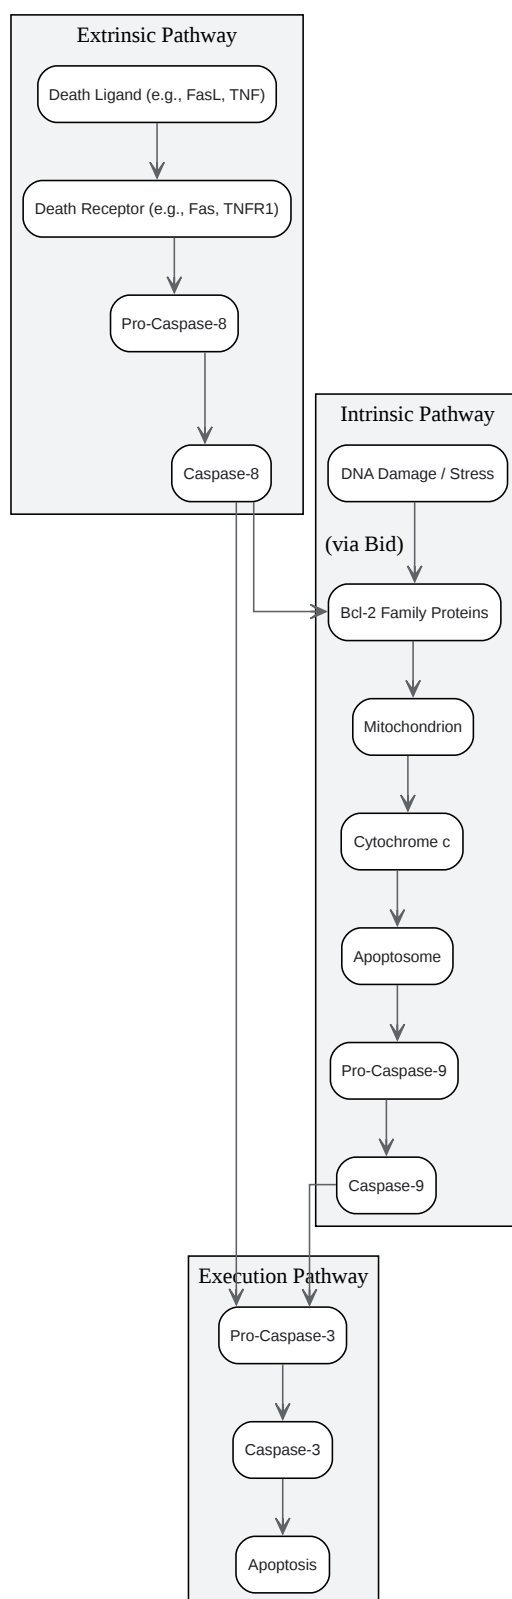 Extrinsic Pathway
Death Ligand (e.g., FasL, TNF)
Death Receptor (e.g., Fas, TNFR1)
Pro-Caspase-8
Caspase-8
Intrinsic Pathway
DNA Damage / Stress
(via Bid)
Bcl-2 Family Proteins
Mitochondrion
Cytochrome c
Apoptosome
Pro-Caspase-9
Caspase-9
Execution Pathway
Pro-Caspase-3
Caspase-3
Apoptosis